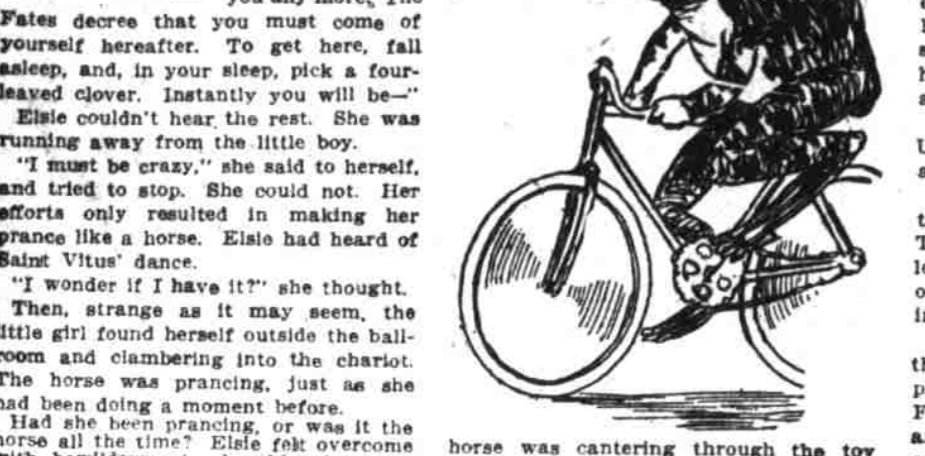 you any more, The
Fates decree that you must come of
yourself hereafter. To get here, fall
asleep, and, in your sleep, pick a four-
leaved clover. Instantly you will be—"
Elsie couldn't hear the rest. She was
running away from the little boy.
"I must be crazy," she said to herself,
and tried to stop. She could not. Her
efforts only resulted in making her
prance like a horse. Elsie had heard of
Saint Vitus' dance.
"I wonder if I have it?" she thought.
Then, strange as it may seem, the
little girl found herself outside the ball-
room and clambering into the chariot.
The horse was prancing, just as she
had been doing a moment before.
Had she been prancing, or was it the
horse all the time? Elsie felt overcome
horse was cantering through the toy